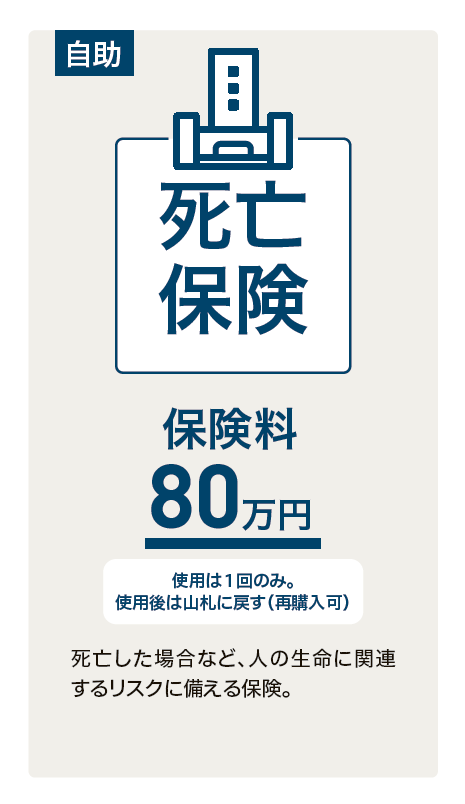 自助
死亡
保険
保険料
80万円
使用は1回のみ。
使用後は山札に戻す(再購入可)
死亡した場合など、人の生命に関連
するリスクに備える保険。